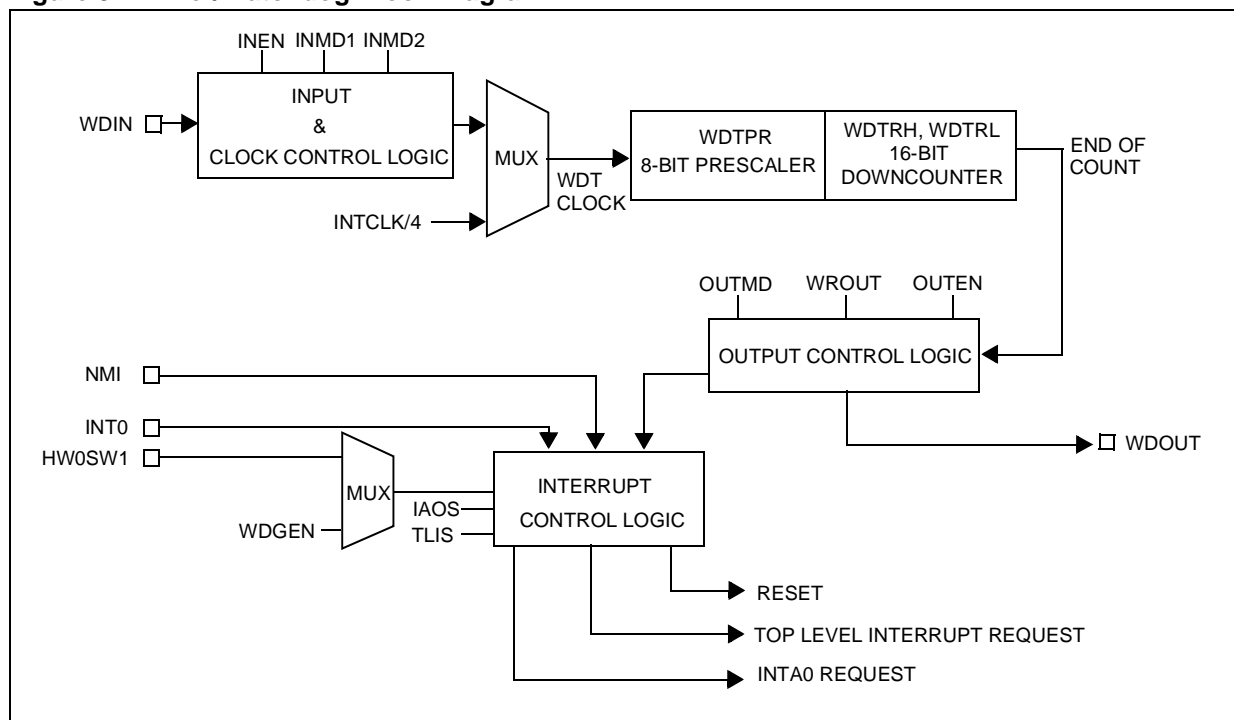 INEN INMD1 INMD2
INPUT
&
CLOCK CONTROL LOGIC
WDIN
MUX
INTCLK/4
WDT
CLOCK
WDTPR
8-BIT PRESCALER
WDTRH, WDTRL
16-BIT
DOWNCOUNTER
END OF
COUNT
OUTMD WROUT OUTEN
OUTPUT CONTROL LOGIC
NMI
INT0
HW0SW1
MUX
WDGEN
IAOS
TLIS
INTERRUPT
CONTROL LOGIC
WDOUT
RESET
TOP LEVEL INTERRUPT REQUEST
INTA0 REQUEST